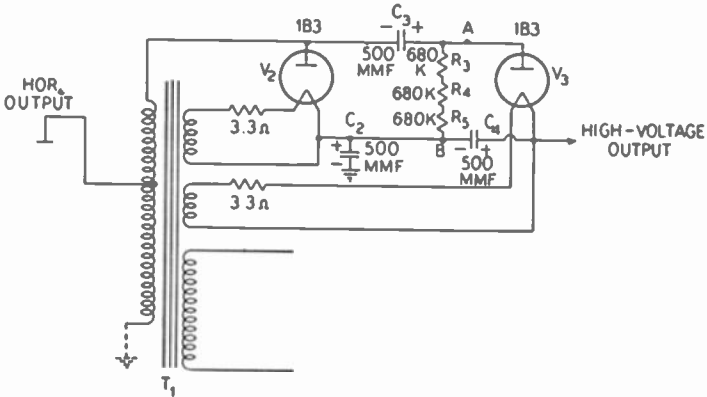 1B3
C3
- +
A
1B3
500
MMF
680
K
R3
V2
V3
HOR.
OUTPUT
680K
R4
3.3Ω
C2
680K
R5
C4
+
-
500
MMF
B
- +
500
MMF
HIGH-VOLTAGE
OUTPUT
3.3Ω
T1